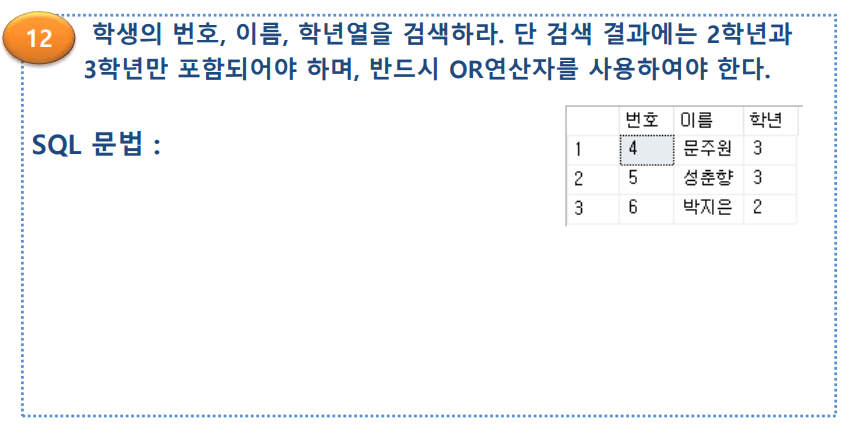 12
학생의 번호, 이름, 학년열을 검색하라. 단 검색 결과에는 2학년과
3학년만 포함되어야 하며, 반드시 OR연산자를 사용하여야 한다.
SQL 문법 :
번호 이름 학년
1 4 문주원 3
2 5 성춘향 3
3 6 박지은 2